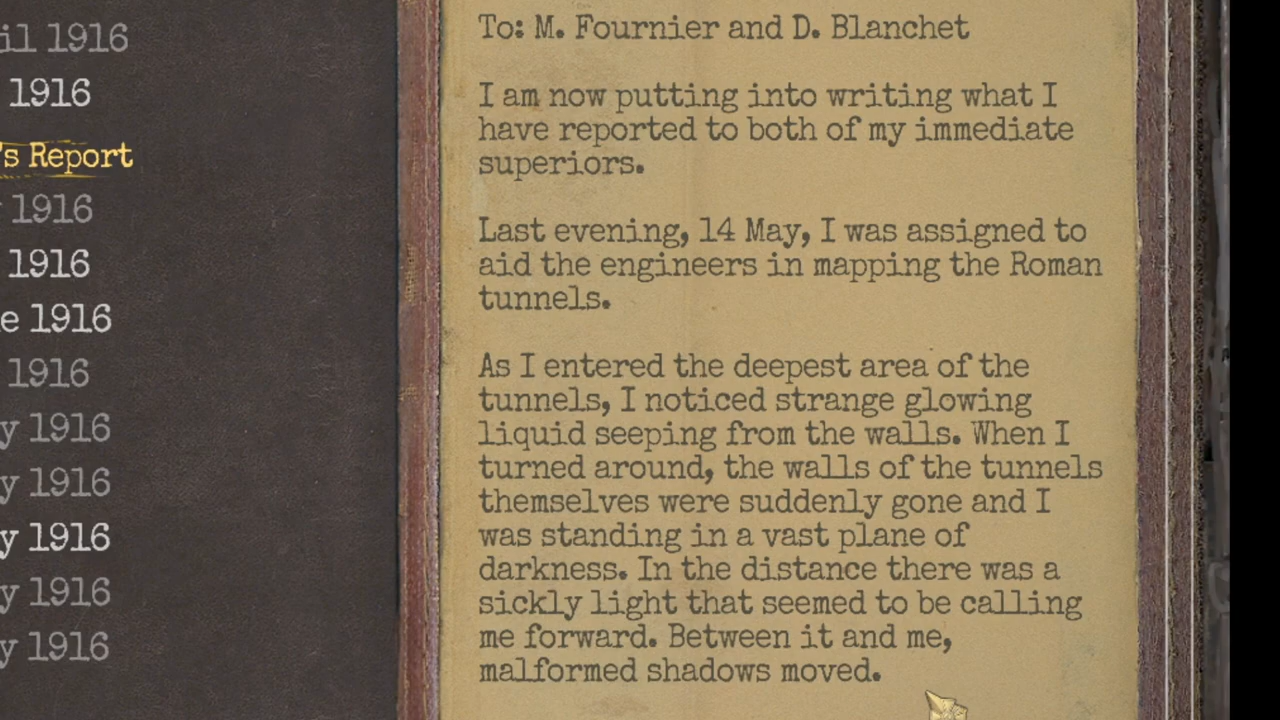 il 1916
1916
's Report
1916
1916
e 1916
1916
y 1916
y 1916
y 1916
y 1916
y 1916
To: M. Fournier and D. Blanchet
I am now putting into writing what I
have reported to both of my immediate
superiors.
Last evening, 14 May, I was assigned to
aid the engineers in mapping the Roman
tunnels.
As I entered the deepest area of the
tunnels, I noticed strange glowing
liquid seeping from the walls. When I
turned around, the walls of the tunnels
themselves were suddenly gone and I
was standing in a vast plane of
darkness. In the distance there was a
sickly light that seemed to be calling
me forward. Between it and me,
malformed shadows moved.